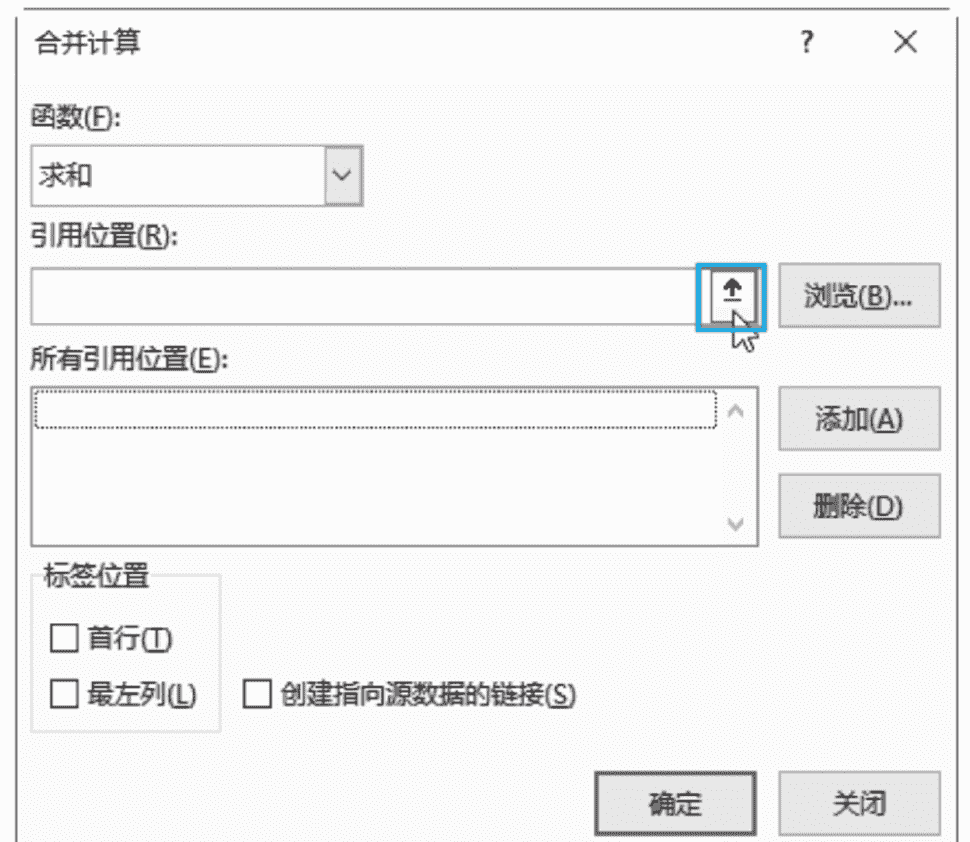 合并计算 ?
函数(F):
求和
引用位置(R):
浏览(B)...
所有引用位置(E):
添加(A)
删除(D)
标签位置
首行(T)
最左列(L) 创建指向源数据的链接(S)
确定 关闭